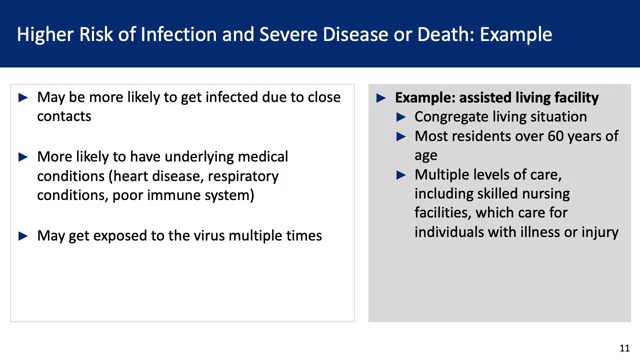 Higher Risk of Infection and Severe Disease or Death: Example
► May be more likely to get infected due to close
contacts
► More likely to have underlying medical
conditions (heart disease, respiratory
conditions, poor immune system)
► May get exposed to the virus multiple times
► Example: assisted living facility
► Congregate living situation
► Most residents over 60 years of
age
► Multiple levels of care,
including skilled nursing
facilities, which care for
individuals with illness or injury
11